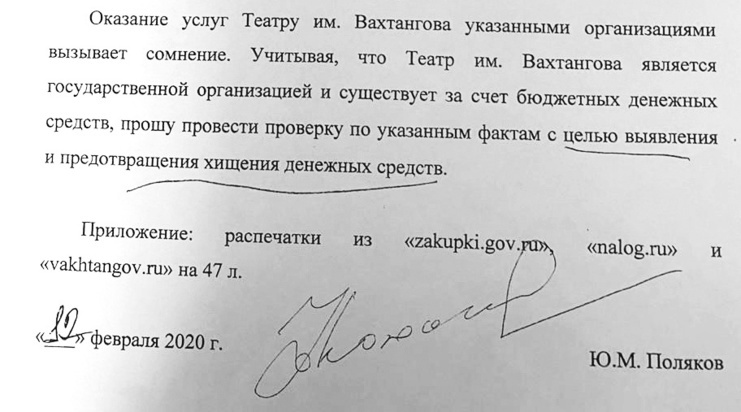 Оказание услуг Театру им. Вахтангова указанными организациями
вызывает сомнение. Учитывая, что Театр им. Вахтангова является
государственной организацией и существует за счет бюджетных денежных
средств, прошу провести проверку по указанным фактам с целью выявления
и предотвращения хищения денежных средств.
Приложение: распечатки из «zakupki.gov.ru», «nalog.ru» и
«vakhtangov.ru» на 47 л.
« » февраля 2020 г.
Ю.М. Поляков